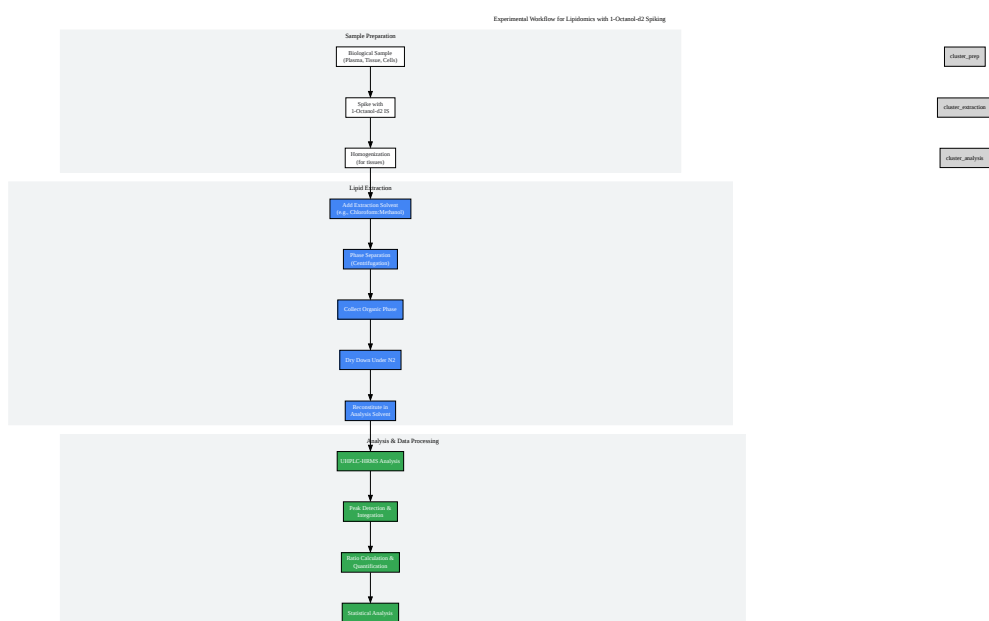 Experimental Workflow for Lipidomics with 1-Octanol-d2 Spiking
Sample Preparation
Biological Sample
(Plasma, Tissue, Cells)
cluster_prep
Spike with
1-Octanol-d2 IS
cluster_extraction
Homogenization
(for tissues)
cluster_analysis
Lipid Extraction
Add Extraction Solvent
(e.g., Chloroform:Methanol)
Phase Separation
(Centrifugation)
Collect Organic Phase
Dry Down Under N2
Reconstitute in
Analysis Solvent
Analysis & Data Processing
UHPLC-HRMS Analysis
Peak Detection &
Integration
Ratio Calculation &
Quantification
Statistical Analysis